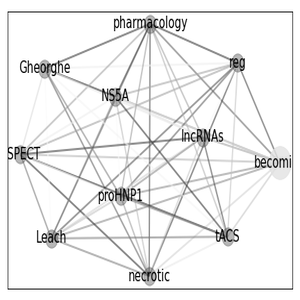 pharmacology
reg
Gheorghe
NS5A
lncRNAs
SPECT
becomi
proHNP1
Leach
tACS
necrotic